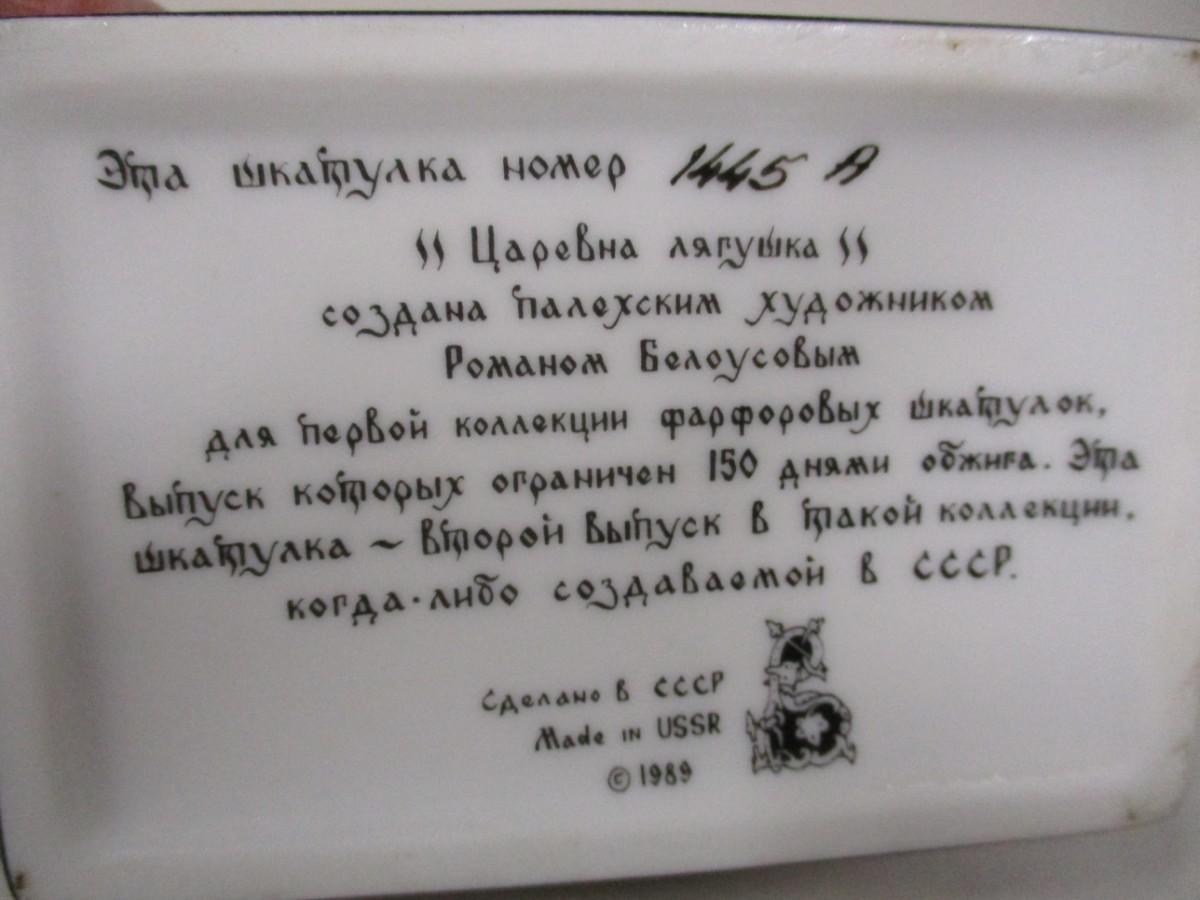 Эта шкатулка номер 1445 А
"Царевна лягушка"
создана палехским художником
Романом Белоусовым
для первой коллекции фарфоровых шкатулок,
выпуск которых ограничен 150 днями обжига. Эта
шкатулка ~ второй выпуск в такой коллекции,
когда-либо создаваемой в СССР.
Сделано в СССР
Made in USSR
© 1989